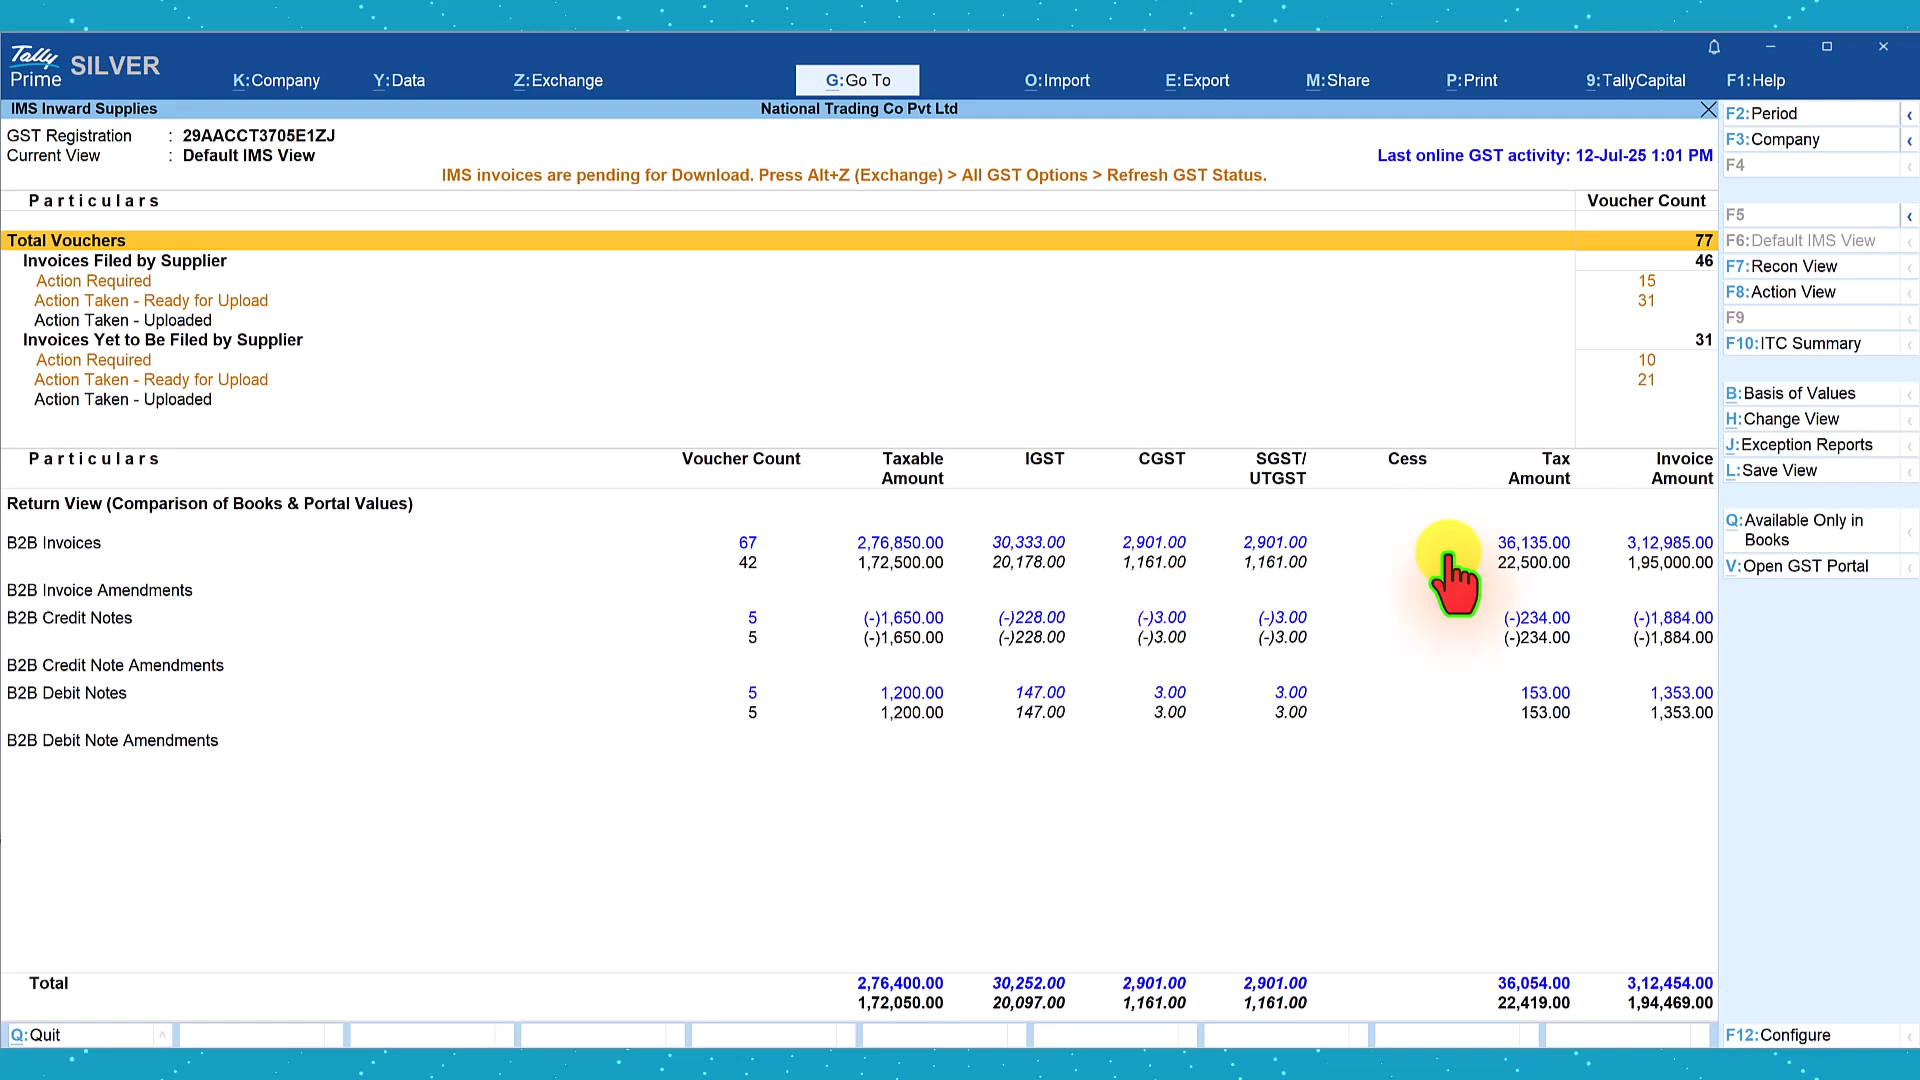 Tally Prime SILVER
K:Company Y:Data Z:Exchange G:Go To O:Import E:Export M:Share P:Print 9:TallyCapital F1:Help
IMS Inward Supplies National Trading Co Pvt Ltd
GST Registration : 29AACCT3705E1ZJ
Current View : Default IMS View Last online GST activity: 12-Jul-25 1:01 PM
IMS invoices are pending for Download. Press Alt+Z (Exchange) > All GST Options > Refresh GST Status.
Particulars Voucher Count
Total Vouchers 77
Invoices Filed by Supplier 46
Action Required 15
Action Taken - Ready for Upload 31
Action Taken - Uploaded
Invoices Yet to Be Filed by Supplier 31
Action Required 10
Action Taken - Ready for Upload 21
Action Taken - Uploaded
Particulars Voucher Count Taxable Amount IGST CGST SGST/ UTGST Cess Tax Amount Invoice Amount
Return View (Comparison of Books & Portal Values)
B2B Invoices 67 2,76,850.00 30,333.00 2,901.00 2,901.00 36,135.00 3,12,985.00
42 1,72,500.00 20,178.00 1,161.00 1,161.00 22,500.00 1,95,000.00
B2B Invoice Amendments
B2B Credit Notes 5 (-)1,650.00 (-)228.00 (-)3.00 (-)3.00 (-)234.00 (-)1,884.00
5 (-)1,650.00 (-)228.00 (-)3.00 (-)3.00 (-)234.00 (-)1,884.00
B2B Credit Note Amendments
B2B Debit Notes 5 1,200.00 147.00 3.00 3.00 153.00 1,353.00
5 1,200.00 147.00 3.00 3.00 153.00 1,353.00
B2B Debit Note Amendments
Total 2,76,400.00 30,252.00 2,901.00 2,901.00 36,054.00 3,12,454.00
1,72,050.00 20,097.00 1,161.00 1,161.00 22,419.00 1,94,469.00
Q:Quit
F2:Period
F3:Company
F4
F5
F6:Default IMS View
F7:Recon View
F8:Action View
F9
F10:ITC Summary
B:Basis of Values
H:Change View
J:Exception Reports
L:Save View
Q:Available Only in
Books
V:Open GST Portal
F12:Configure